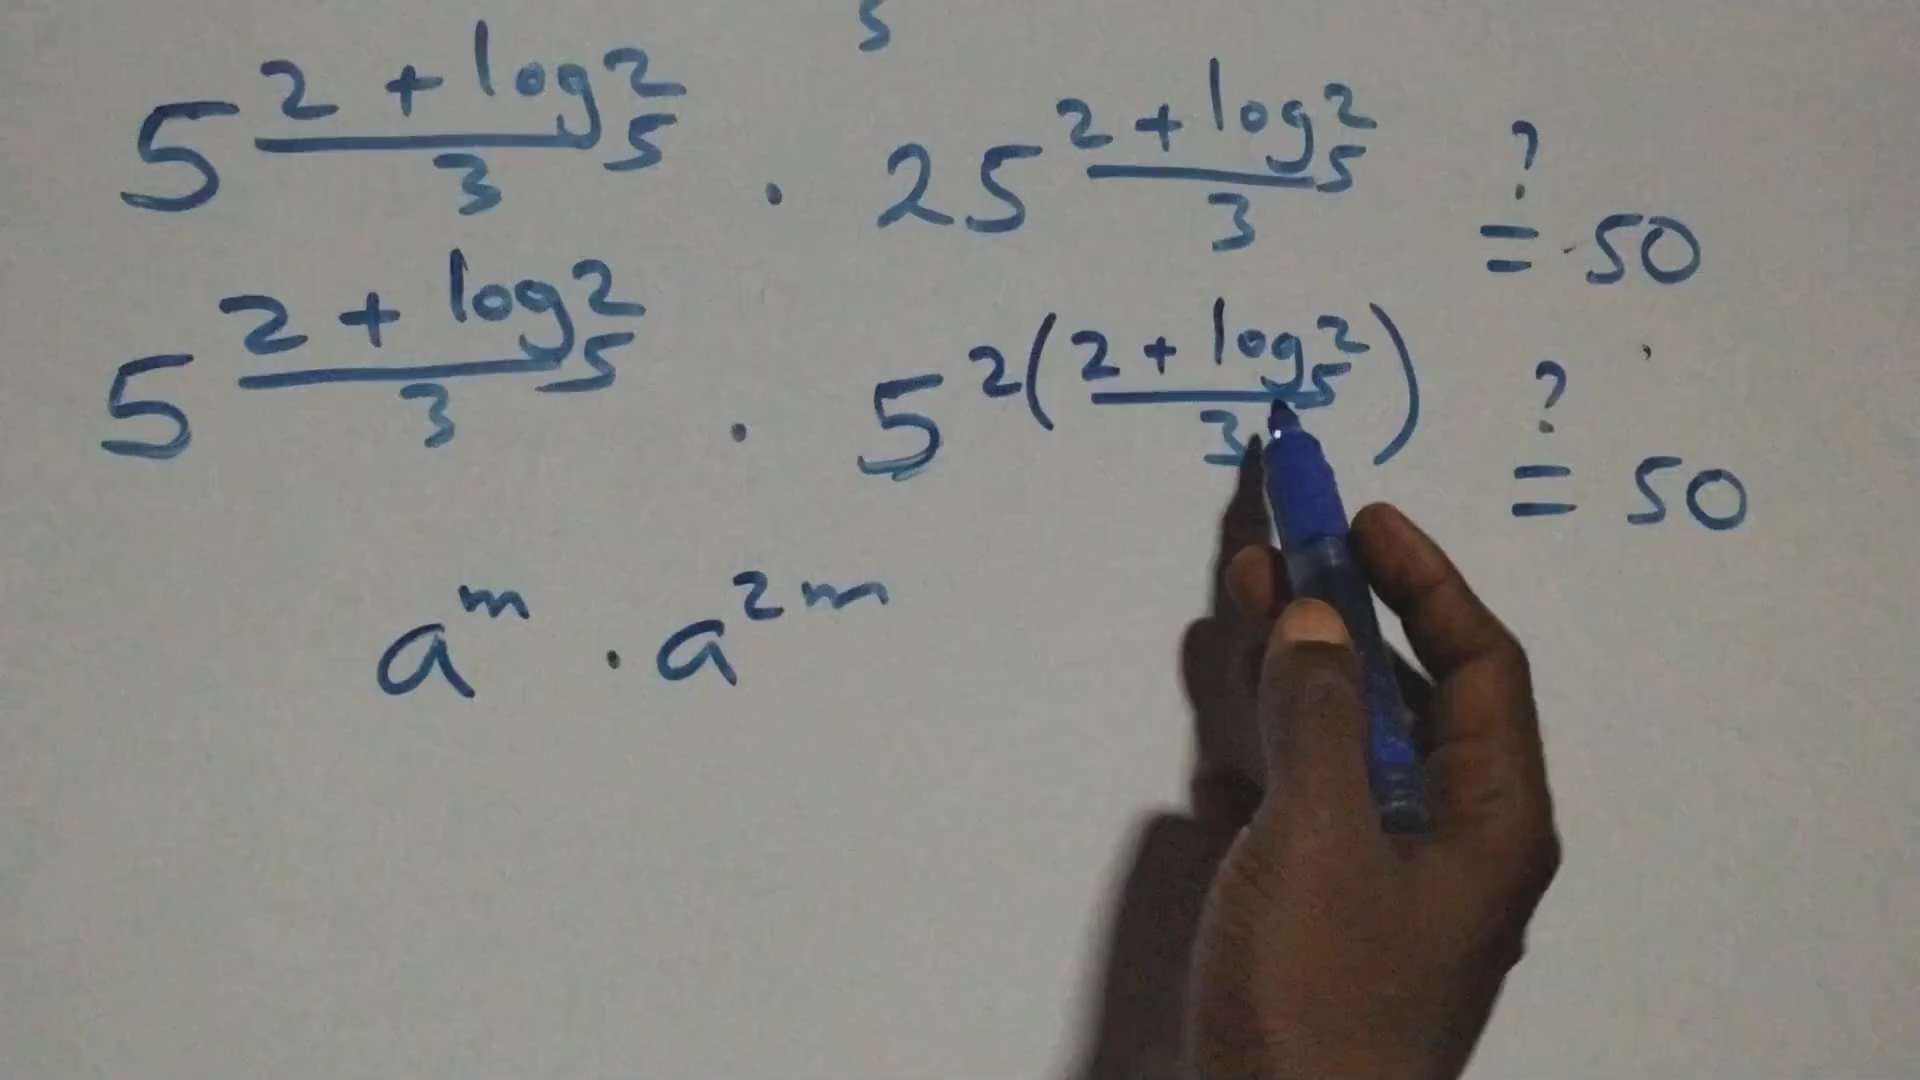 5
5^((2 + log_5 2)/3) · 25^((2 + log_5 2)/3) ?= 50
5^((2 + log_5 2)/3) · 5^(2((2 + log_5 2)/3)) ?= 50
a^m · a^(2m)